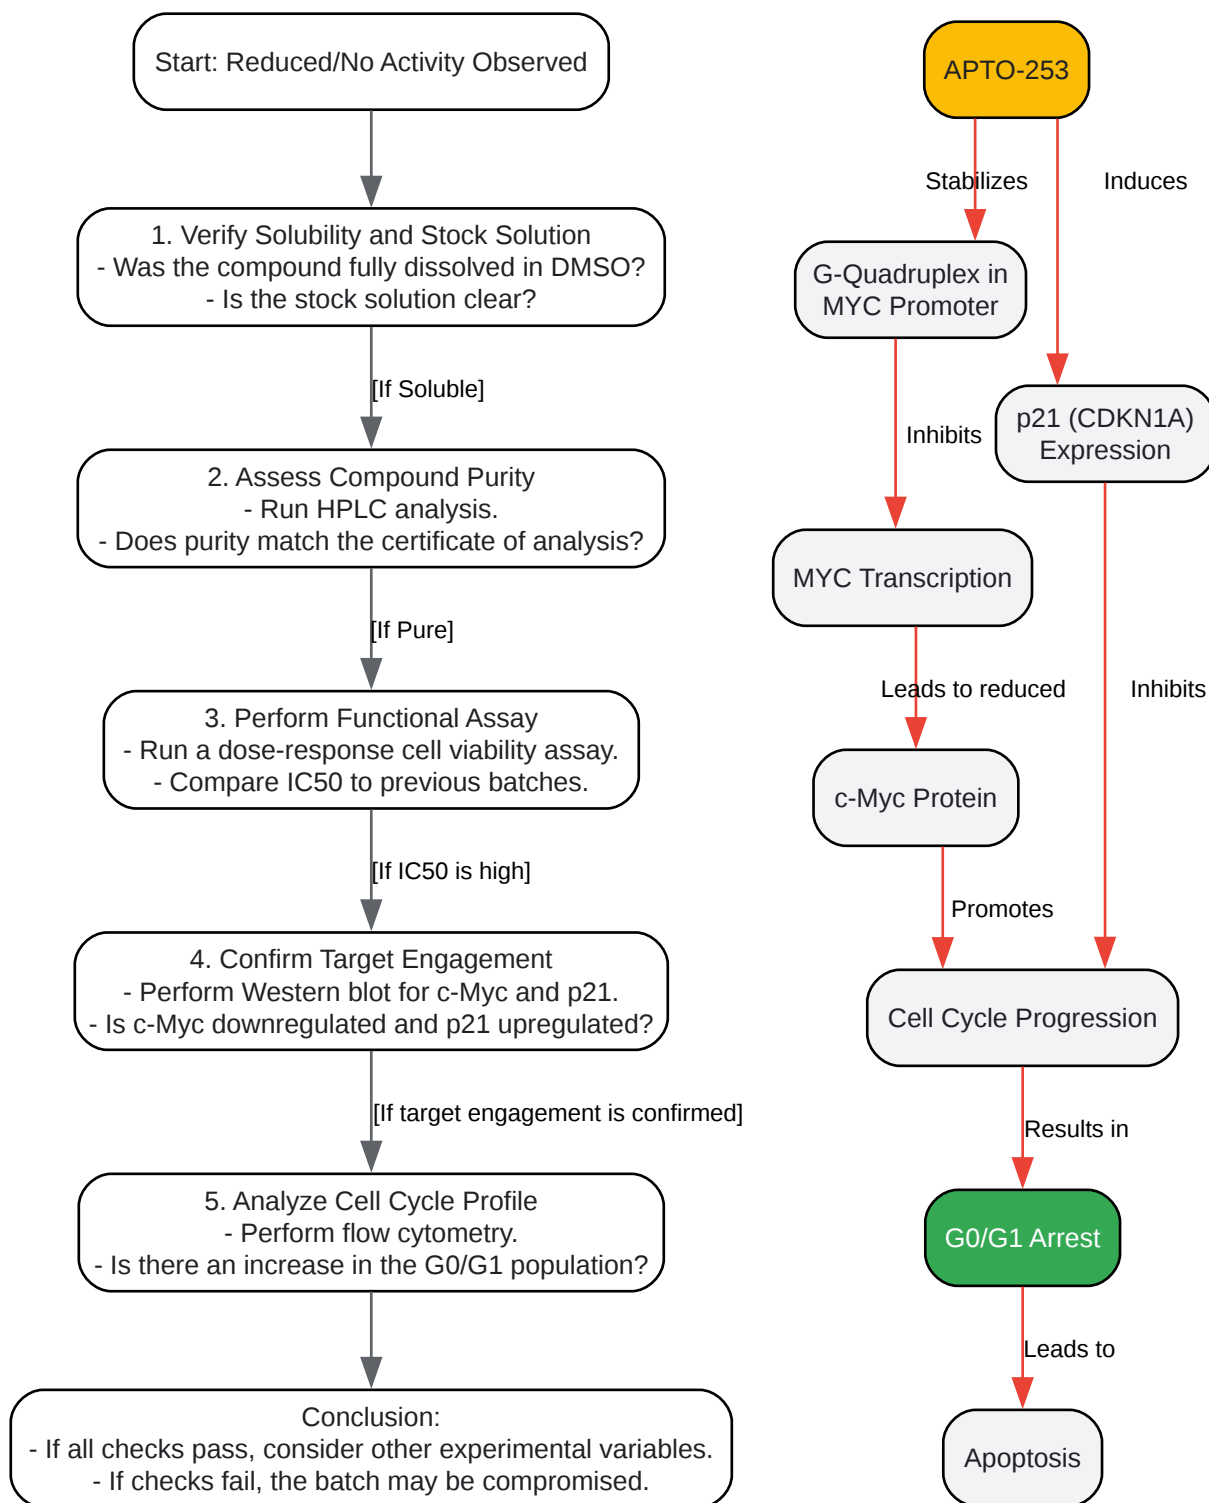 Start: Reduced/No Activity Observed
1. Verify Solubility and Stock Solution
- Was the compound fully dissolved in DMSO?
- Is the stock solution clear?
[If Soluble]
2. Assess Compound Purity
- Run HPLC analysis.
- Does purity match the certificate of analysis?
[If Pure]
3. Perform Functional Assay
- Run a dose-response cell viability assay.
- Compare IC50 to previous batches.
[If IC50 is high]
4. Confirm Target Engagement
- Perform Western blot for c-Myc and p21.
- Is c-Myc downregulated and p21 upregulated?
[If target engagement is confirmed]
5. Analyze Cell Cycle Profile
- Perform flow cytometry.
- Is there an increase in the G0/G1 population?
Conclusion:
- If all checks pass, consider other experimental variables.
- If checks fail, the batch may be compromised.
APTO-253
Stabilizes
Induces
G-Quadruplex in
MYC Promoter
p21 (CDKN1A)
Expression
Inhibits
MYC Transcription
Leads to reduced
Inhibits
c-Myc Protein
Promotes
Cell Cycle Progression
Results in
G0/G1 Arrest
Leads to
Apoptosis